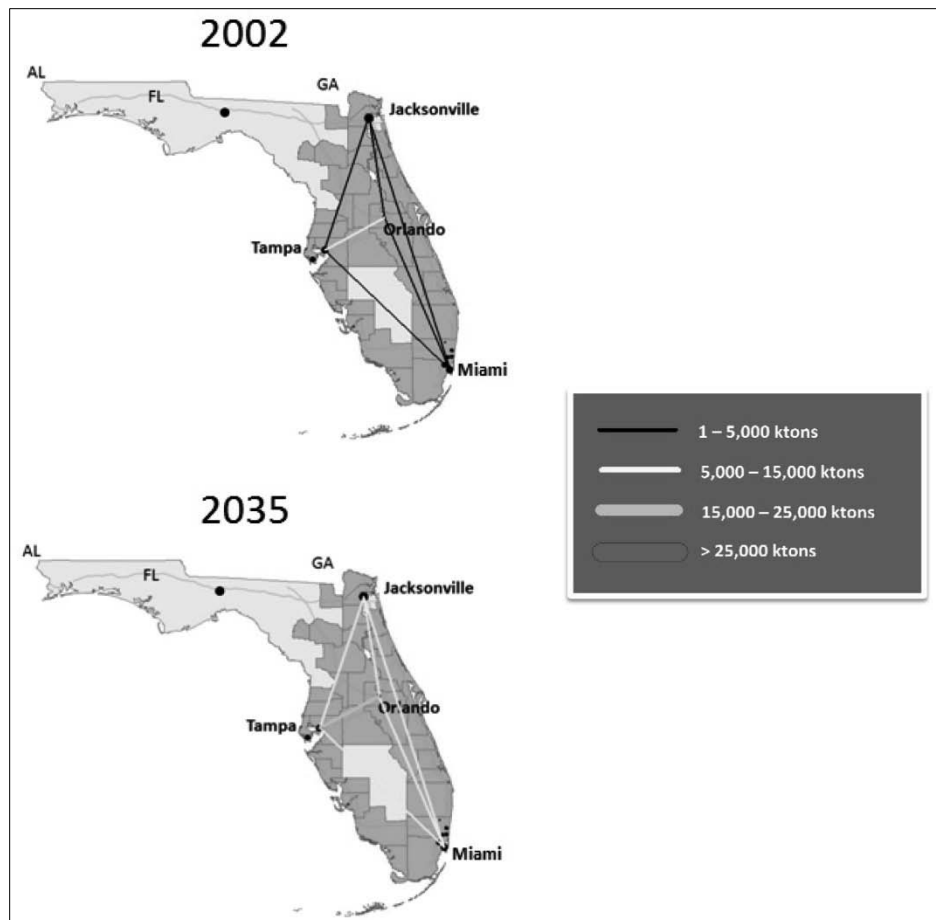 2002
AL
GA
FL
Jacksonville
Orlando
Tampa
Miami
1 – 5,000 ktons
5,000 – 15,000 ktons
15,000 – 25,000 ktons
> 25,000 ktons
2035
AL
GA
FL
Jacksonville
Orlando
Tampa
Miami